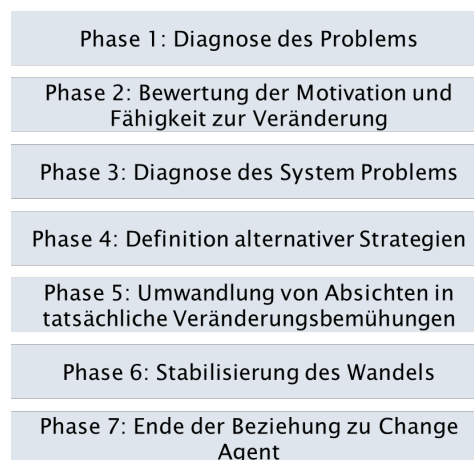 Phase 1: Diagnose des Problems
Phase 2: Bewertung der Motivation und
Fähigkeit zur Veränderung
Phase 3: Diagnose des System Problems
Phase 4: Definition alternativer Strategien
Phase 5: Umwandlung von Absichten in
tatsächliche Veränderungsbemühungen
Phase 6: Stabilisierung des Wandels
Phase 7: Ende der Beziehung zu Change
Agent